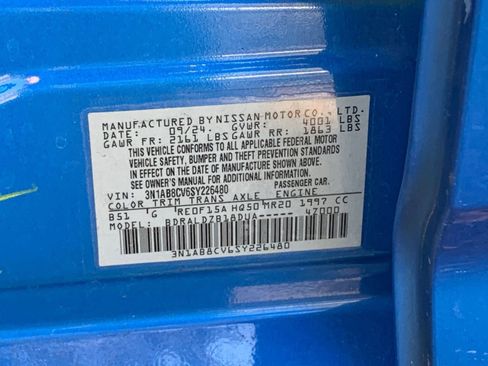 MANUFACTURED BY NISSAN MOTOR CO., LTD.
DATE: 09/24. GVWR: 4001 LBS
GAWR FR: 2161 LBS GAWR RR: 1863 LBS
THIS VEHICLE CONFORMS TO ALL APPLICABLE FEDERAL MOTOR
VEHICLE SAFETY, BUMPER AND THEFT PREVENTION STANDARDS
IN EFFECT ON THE DATE OF MANUFACTURE SHOWN ABOVE.
SEE OWNER'S MANUAL FOR ADDITIONAL INFORMATION.
VIN: 3N1AB8CV6SY226480 PASSENGER CAR.
COLOR TRIM TRANS AXLE ENGINE
B51 G RE0F15A HQ50 MR20 1997 CC
MODEL: BDRALDZB18DUA- 47000
3N1AB8CV6SY226480